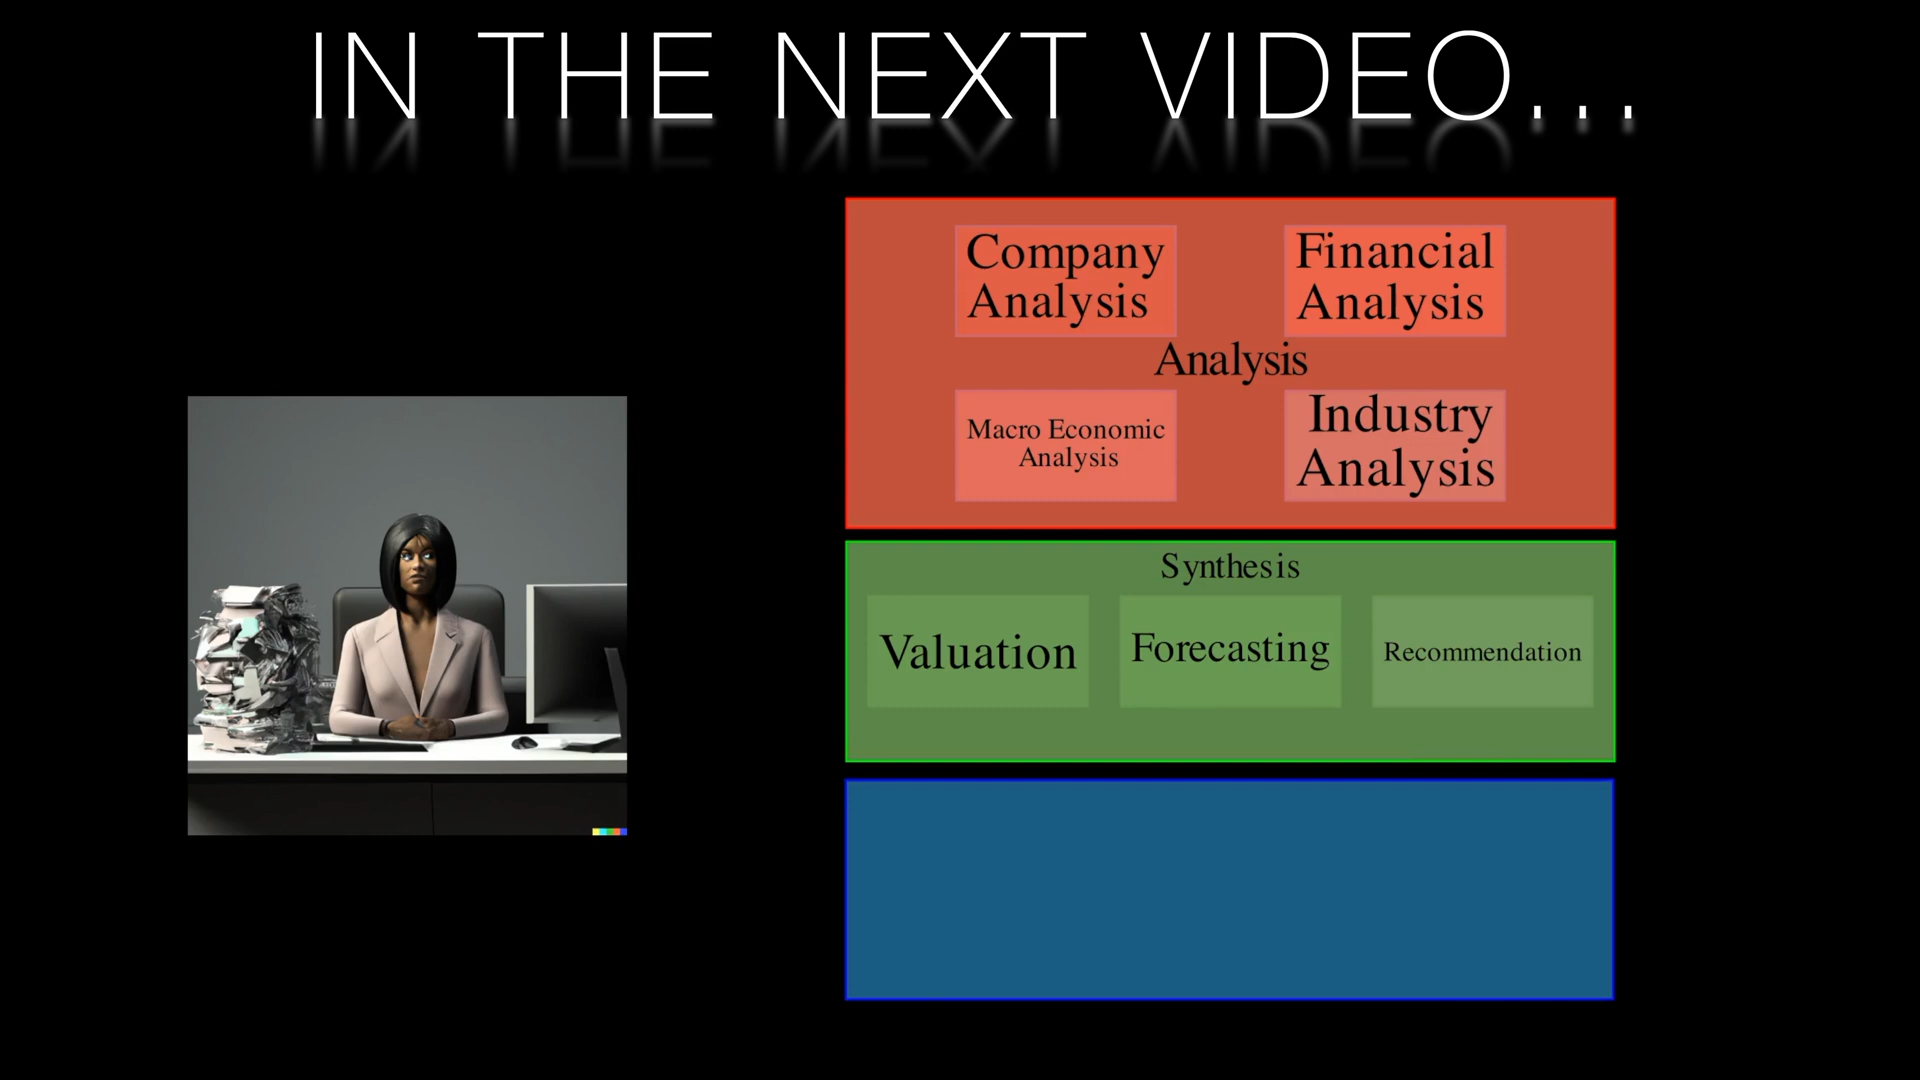 IN THE NEXT VIDEO...
Company
Analysis
Financial
Analysis
Analysis
Macro Economic
Analysis
Industry
Analysis
Synthesis
Valuation
Forecasting
Recommendation